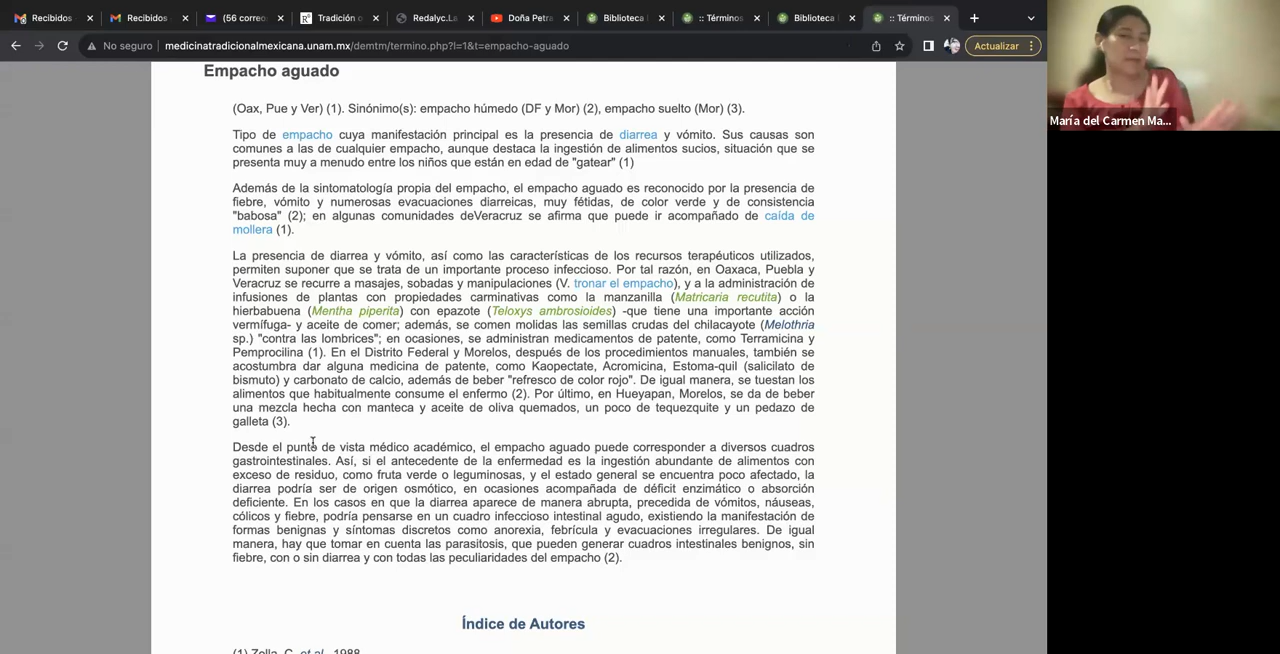 Recibidos
Recibidos
(56 correo
Tradición o
Redalyc.La
Doña Petra
Biblioteca
:: Términos
Biblioteca
:: Términos
No seguro
medicinatradicionalmexicana.unam.mx/demtm/termino.php?l=1&t=empacho-aguado
Actualizar
María del Carmen Ma...
Empacho aguado
(Oax, Pue y Ver) (1). Sinónimo(s): empacho húmedo (DF y Mor) (2), empacho suelto (Mor) (3).
Tipo de empacho cuya manifestación principal es la presencia de diarrea y vómito. Sus causas son
comunes a las de cualquier empacho, aunque destaca la ingestión de alimentos sucios, situación que se
presenta muy a menudo entre los niños que están en edad de "gatear" (1)
Además de la sintomatología propia del empacho, el empacho aguado es reconocido por la presencia de
fiebre, vómito y numerosas evacuaciones diarreicas, muy fétidas, de color verde y de consistencia
"babosa" (2); en algunas comunidades deVeracruz se afirma que puede ir acompañado de caída de
mollera (1).
La presencia de diarrea y vómito, así como las características de los recursos terapéuticos utilizados,
permiten suponer que se trata de un importante proceso infeccioso. Por tal razón, en Oaxaca, Puebla y
Veracruz se recurre a masajes, sobadas y manipulaciones (V. tronar el empacho), y a la administración de
infusiones de plantas con propiedades carminativas como la manzanilla (Matricaria recutita) o la
hierbabuena (Mentha piperita) con epazote (Teloxys ambrosioides) -que tiene una importante acción
vermífuga- y aceite de comer; además, se comen molidas las semillas crudas del chilacayote (Melothria
sp.) "contra las lombrices"; en ocasiones, se administran medicamentos de patente, como Terramicina y
Pemprocilina (1). En el Distrito Federal y Morelos, después de los procedimientos manuales, también se
acostumbra dar alguna medicina de patente, como Kaopectate, Acromicina, Estoma-quil (salicilato de
bismuto) y carbonato de calcio, además de beber "refresco de color rojo". De igual manera, se tuestan los
alimentos que habitualmente consume el enfermo (2). Por último, en Hueyapan, Morelos, se da de beber
una mezcla hecha con manteca y aceite de oliva quemados, un poco de tequezquite y un pedazo de
galleta (3).
Desde el punto de vista médico académico, el empacho aguado puede corresponder a diversos cuadros
gastrointestinales. Así, si el antecedente de la enfermedad es la ingestión abundante de alimentos con
exceso de residuo, como fruta verde o leguminosas, y el estado general se encuentra poco afectado, la
diarrea podría ser de origen osmótico, en ocasiones acompañada de déficit enzimático o absorción
deficiente. En los casos en que la diarrea aparece de manera abrupta, precedida de vómitos, náuseas,
cólicos y fiebre, podría pensarse en un cuadro infeccioso intestinal agudo, existiendo la manifestación de
formas benignas y síntomas discretos como anorexia, febrícula y evacuaciones irregulares. De igual
manera, hay que tomar en cuenta las parasitosis, que pueden generar cuadros intestinales benignos, sin
fiebre, con o sin diarrea y con todas las peculiaridades del empacho (2).
Índice de Autores
(1) Zolla, C. et al., 1988.